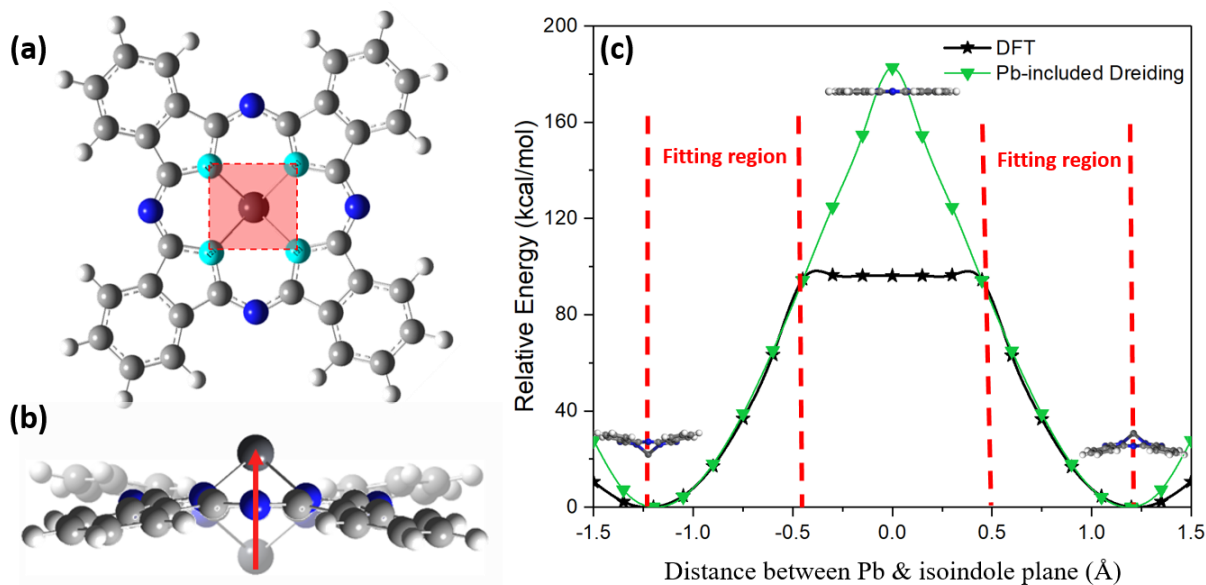 (a)
(b)
(c)
DFT
Pb-included Dreiding
Fitting region
Fitting region
Relative Energy (kcal/mol)
200
160
120
80
40
0
-1.5
-1.0
-0.5
0.0
0.5
1.0
1.5
Distance between Pb & isoindole plane (Å)